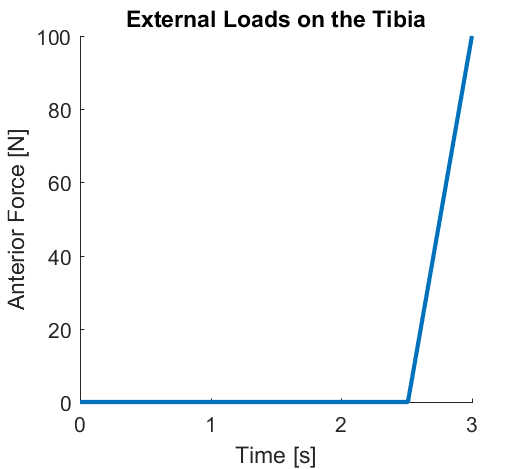 External Loads on the Tibia
Anterior Force [N]
100
80
60
40
20
0
0 1 2 3
Time [s]